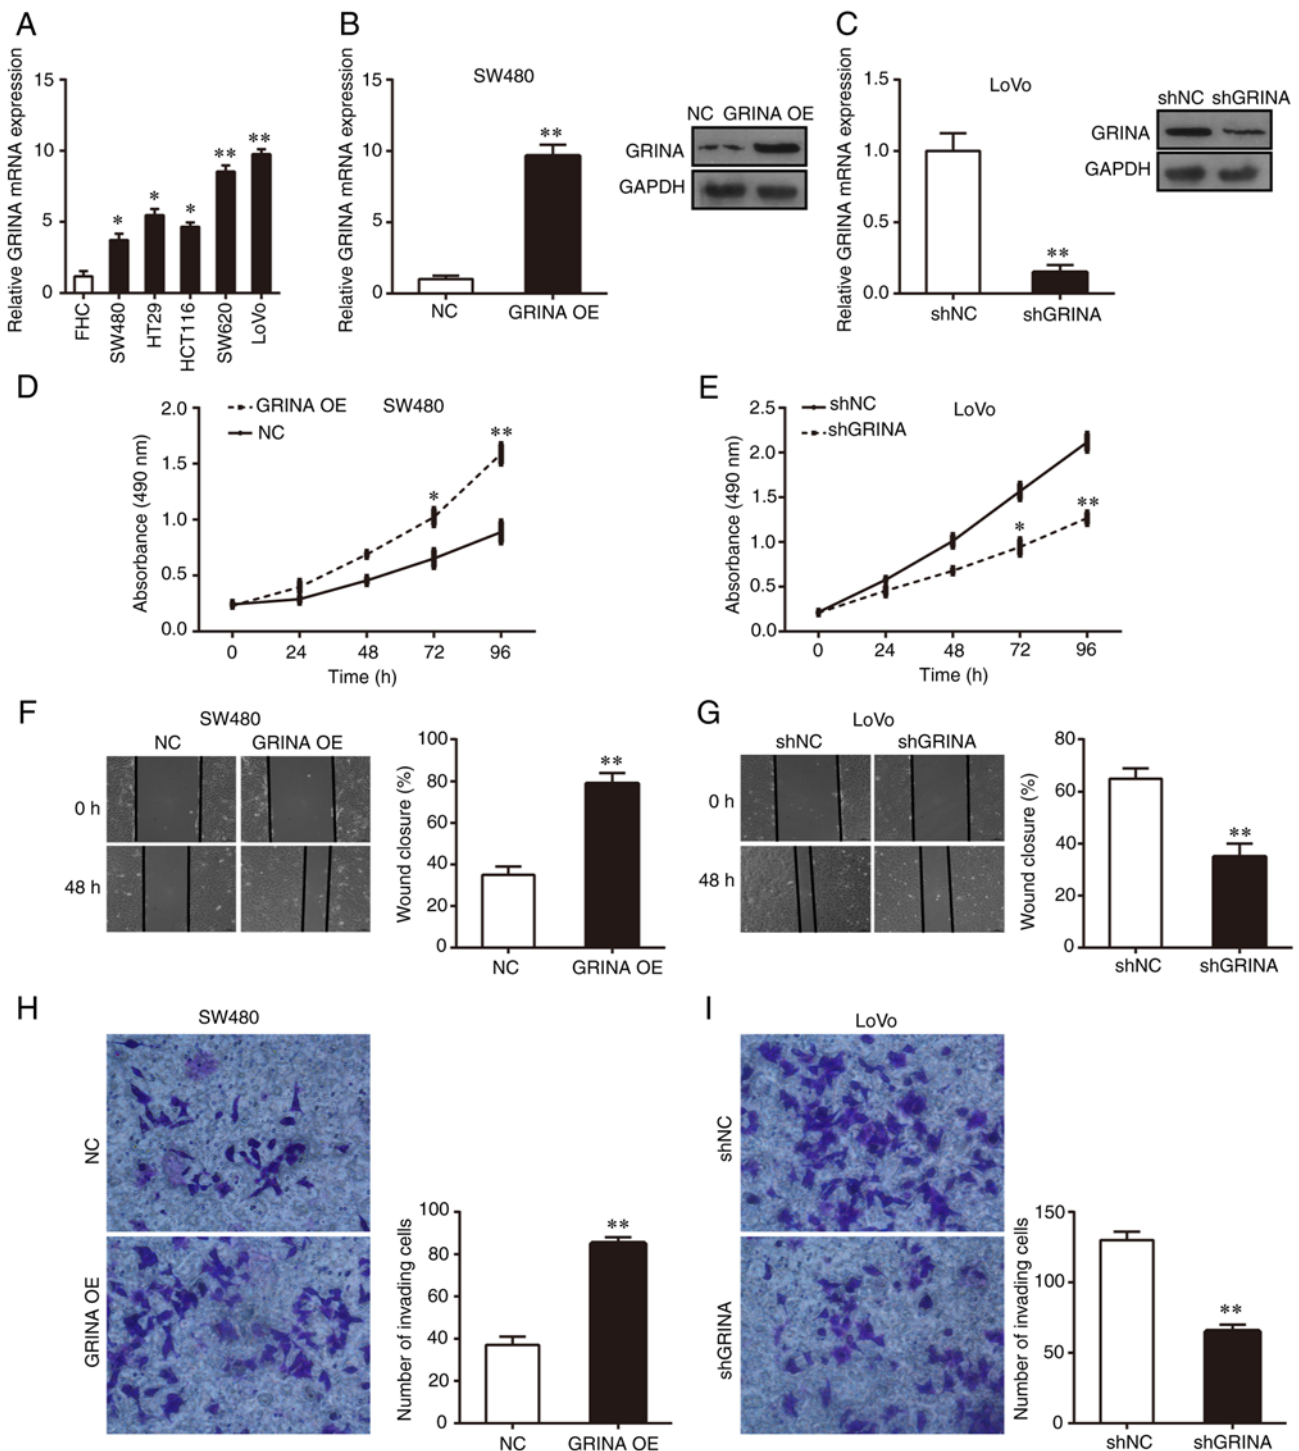 A
Relative GRINA mRNA expression
15
10
5
0
*
*
*
**
**
FHC
SW480
HT29
HCT116
SW620
LoVo
B
SW480
Relative GRINA mRNA expression
15
10
5
0
**
NC
GRINA OE
NC GRINA OE
GRINA
GAPDH
C
LoVo
Relative GRINA mRNA expression
1.5
1.0
0.5
0.0
**
shNC
shGRINA
shNC shGRINA
GRINA
GAPDH
D
SW480
GRINA OE
NC
Absorbance (490 nm)
2.0
1.5
1.0
0.5
0.0
*
**
0 24 48 72 96
Time (h)
E
LoVo
shNC
shGRINA
Absorbance (490 nm)
2.5
2.0
1.5
1.0
0.5
0.0
*
**
0 24 48 72 96
Time (h)
F
SW480
NC GRINA OE
0 h
48 h
Wound closure (%)
100
80
60
40
20
0
**
NC
GRINA OE
G
LoVo
shNC shGRINA
0 h
48 h
Wound closure (%)
80
60
40
20
0
**
shNC
shGRINA
H
SW480
NC
GRINA OE
Number of invading cells
100
80
60
40
20
0
**
NC
GRINA OE
I
LoVo
shNC
shGRINA
Number of invading cells
150
100
50
0
**
shNC
shGRINA